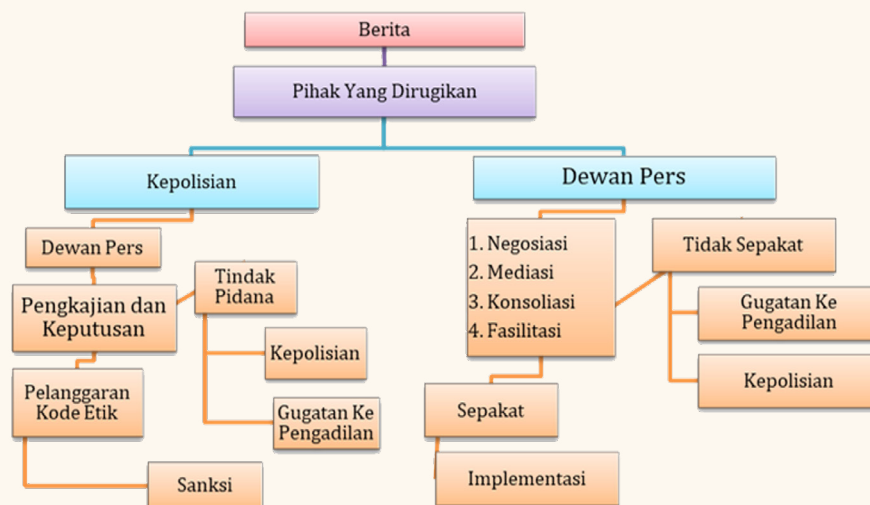 Berita
Pihak Yang Dirugikan
Kepolisian
Dewan Pers
Pengkajian dan
Keputusan
Tindak
Pidana
Kepolisian
Gugatan Ke
Pengadilan
Pelanggaran
Kode Etik
Sanksi
Dewan Pers
1. Negosiasi
2. Mediasi
3. Konsoliasi
4. Fasilitasi
Tidak Sepakat
Gugatan Ke
Pengadilan
Kepolisian
Sepakat
Implementasi